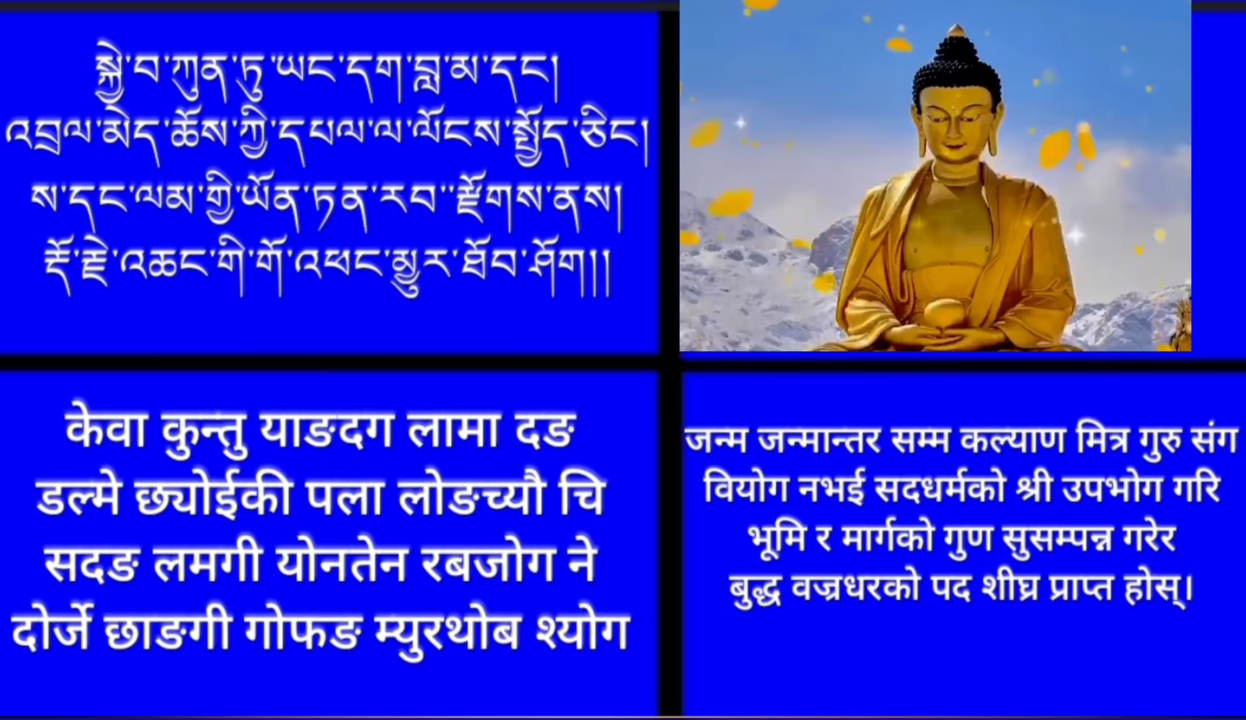 སྐྱེ་བ་ཀུན་ཏུ་ཡང་དག་བླ་མ་དང།
འབྲལ་མེད་ཆོས་ཀྱི་དཔལ་ལ་ལོངས་སྤྱོད་ཅིང།
ས་དང་ལམ་གྱི་ཡོན་ཏན་རབ་་རྫོགས་ནས།
རྡོ་རྗེ་འཆང་གི་གོ་འཕང་མྱུར་ཐོབ་ཤོག།།
केवा कुन्तु याङदग लामा दङ
डल्मे छ्योईकी पला लोङच्यौ चि
सदङ लमगी योनतेन रबजोग ने
दोर्जे छाङगी गोफङ म्युरथोब श्योग
जन्म जन्मान्तर सम्म कल्याण मित्र गुरु संग
वियोग नभई सदधर्मको श्री उपभोग गरि
भूमि र मार्गको गुण सुसम्पन्न गरेर
बुद्ध वज्रधरको पद शीघ्र प्राप्त होस्।